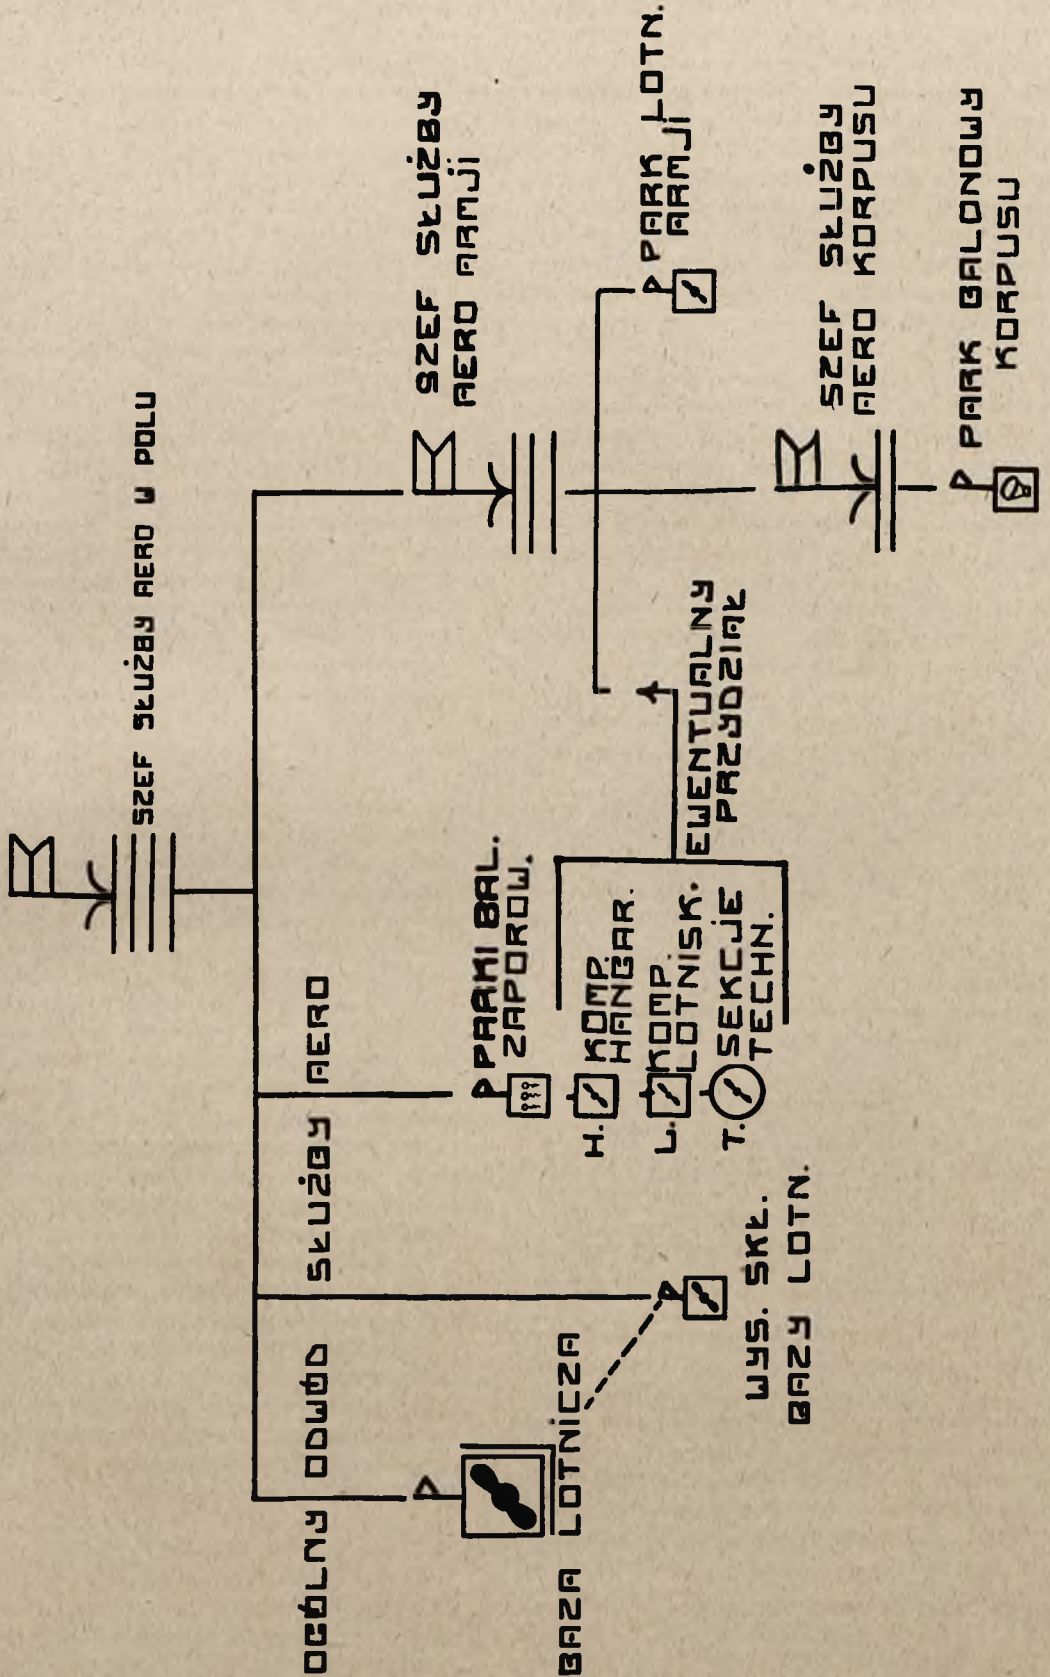 SZEF SŁUŻBY AERO W POLU
OGÓLNY ODWÓD SŁUŻBY AERO
SZEF SŁUŻBY
AERO ARMJI
BAZA LOTNICZA
WYS. SKŁ.
BAZY LOTN.
PARKI BAL.
ZAPOROW.
H. KOMP.
HANGAR.
L. KOMP.
LOTNISK.
T. SEKCJE
TECHN.
EWENTUALNY
PRZYDZIAŁ
PARK LOTN.
ARMJI
SZEF SŁUŻBY
AERO KORPUSU
PARK BALONOWY
KORPUSU